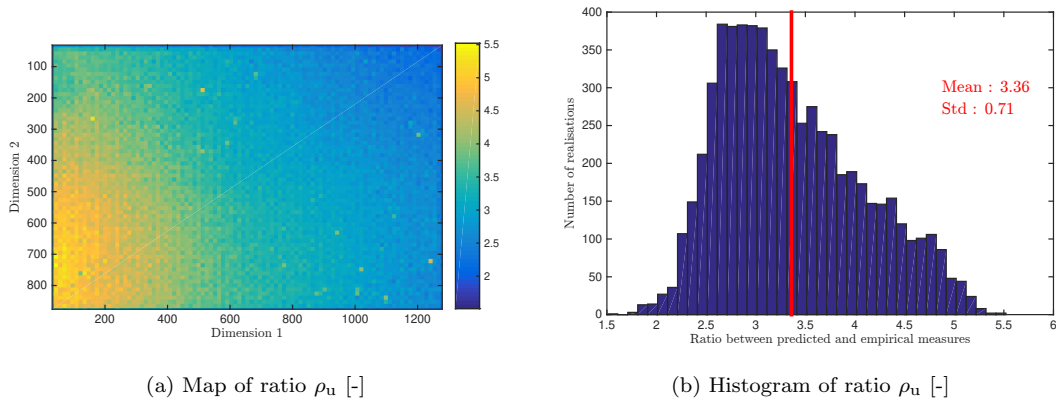 5.5
5
4.5
4
3.5
3
2.5
2
100
200
300
400
500
600
700
800
Dimension 2
200 400 600 800 1000 1200
Dimension 1
(a) Map of ratio ρu [-]
400
350
300
250
200
150
100
50
0
Number of realisations
Mean : 3.36
Std : 0.71
1.5 2 2.5 3 3.5 4 4.5 5 5.5 6
Ratio between predicted and empirical measures
(b) Histogram of ratio ρu [-]